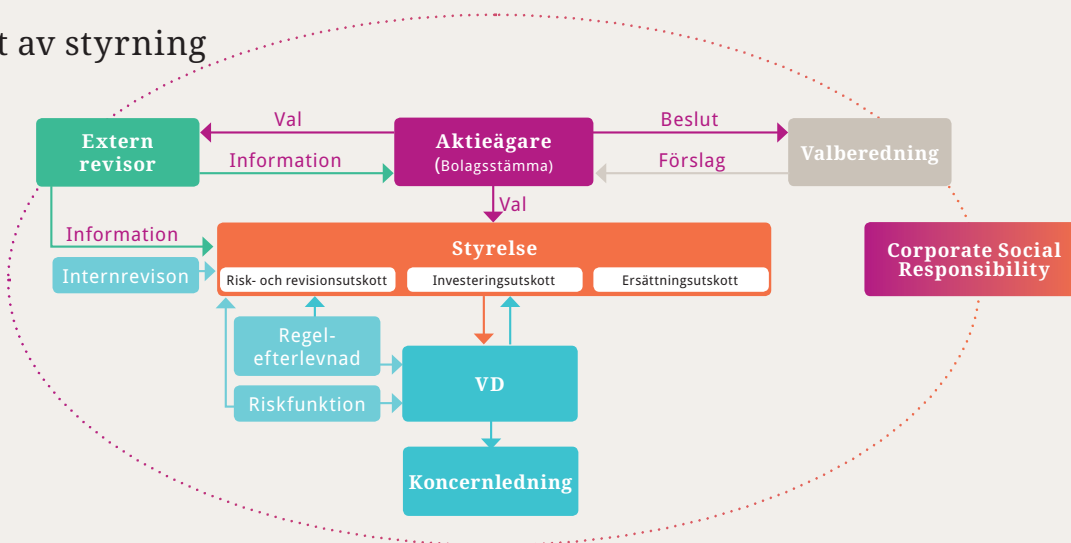 t av styrning
Val
Beslut
Extern
revisor
Aktieägare
(Bolagsstämma)
Valberedning
Information
Förslag
Val
Information
Styrelse
Corporate Social
Responsibility
Internrevison
Risk- och revisionsutskott
Investeringsutskott
Ersättningsutskott
Regel-
efterlevnad
VD
Riskfunktion
Koncernledning